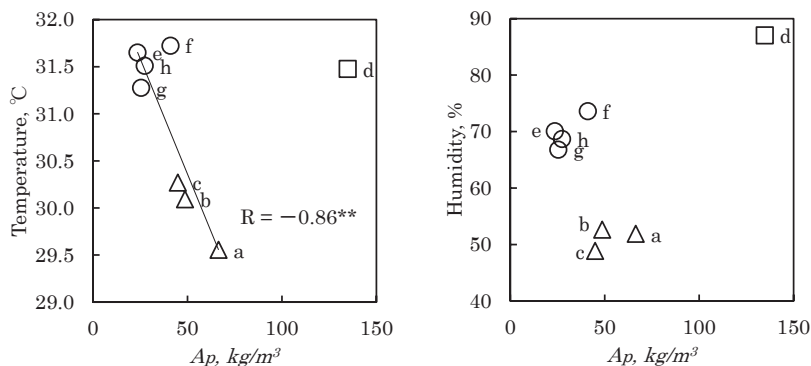 32.0
31.5
31.0
30.5
30.0
29.5
29.0
Temperature, ℃
e
f
h
g
d
c
b
a
R = −0.86**
0
50
100
150
Ap, kg/m³
90
80
70
60
50
40
Humidity, %
d
f
e
h
g
b
a
c
0
50
100
150
Ap, kg/m³